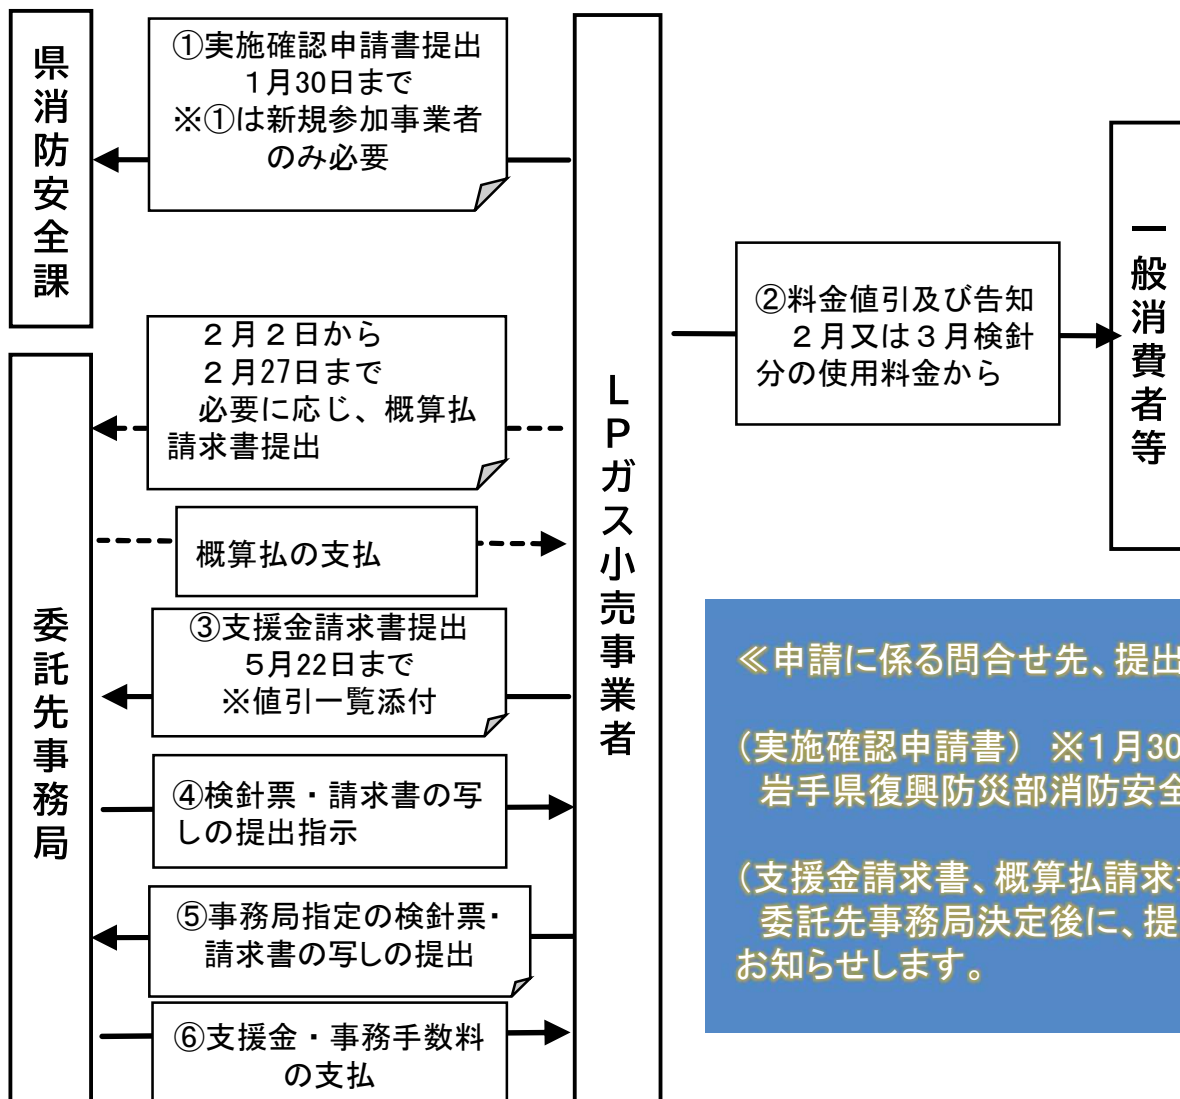 県消防安全課
①実施確認申請書提出
１月30日まで
※①は新規参加事業者
のみ必要
２月２日から
２月27日まで
必要に応じ、概算払
請求書提出
概算払の支払
委託先事務局
③支援金請求書提出
５月22日まで
※値引一覧添付
④検針票・請求書の写
しの提出指示
⑤事務局指定の検針票・
請求書の写しの提出
⑥支援金・事務手数料
の支払
ＬＰガス小売事業者
②料金値引及び告知
２月又は３月検針
分の使用料金から
一般消費者等
≪申請に係る問合せ先、提出
（実施確認申請書） ※１月30
岩手県復興防災部消防安全
（支援金請求書、概算払請求書
委託先事務局決定後に、提
お知らせします。